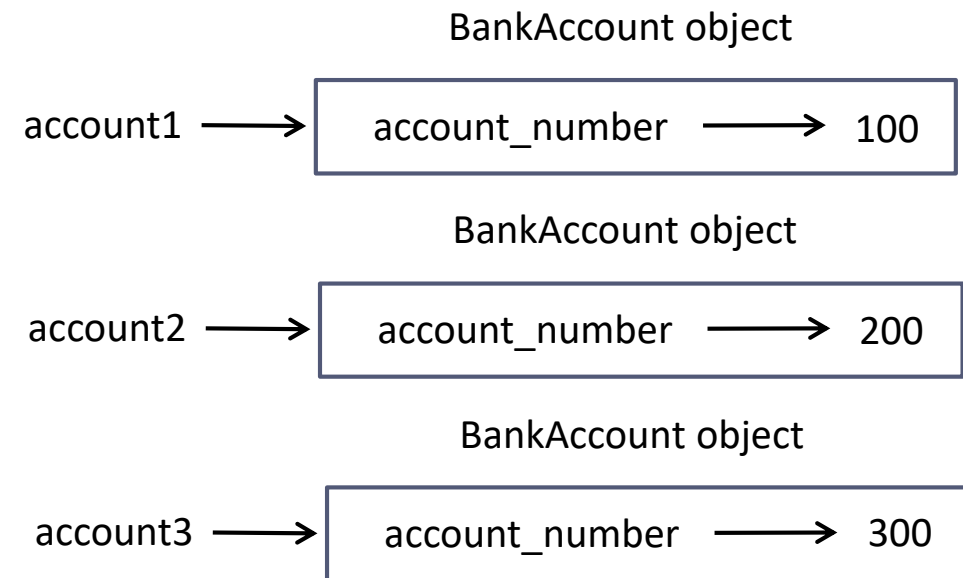 BankAccount object
account1 account_number 100
BankAccount object
account2 account_number 200
BankAccount object
account3 account_number 300